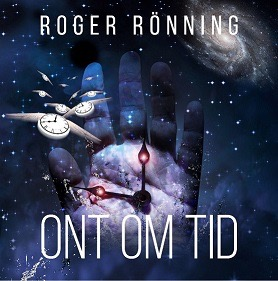 ROGER RÖNNING
ONT OM TID